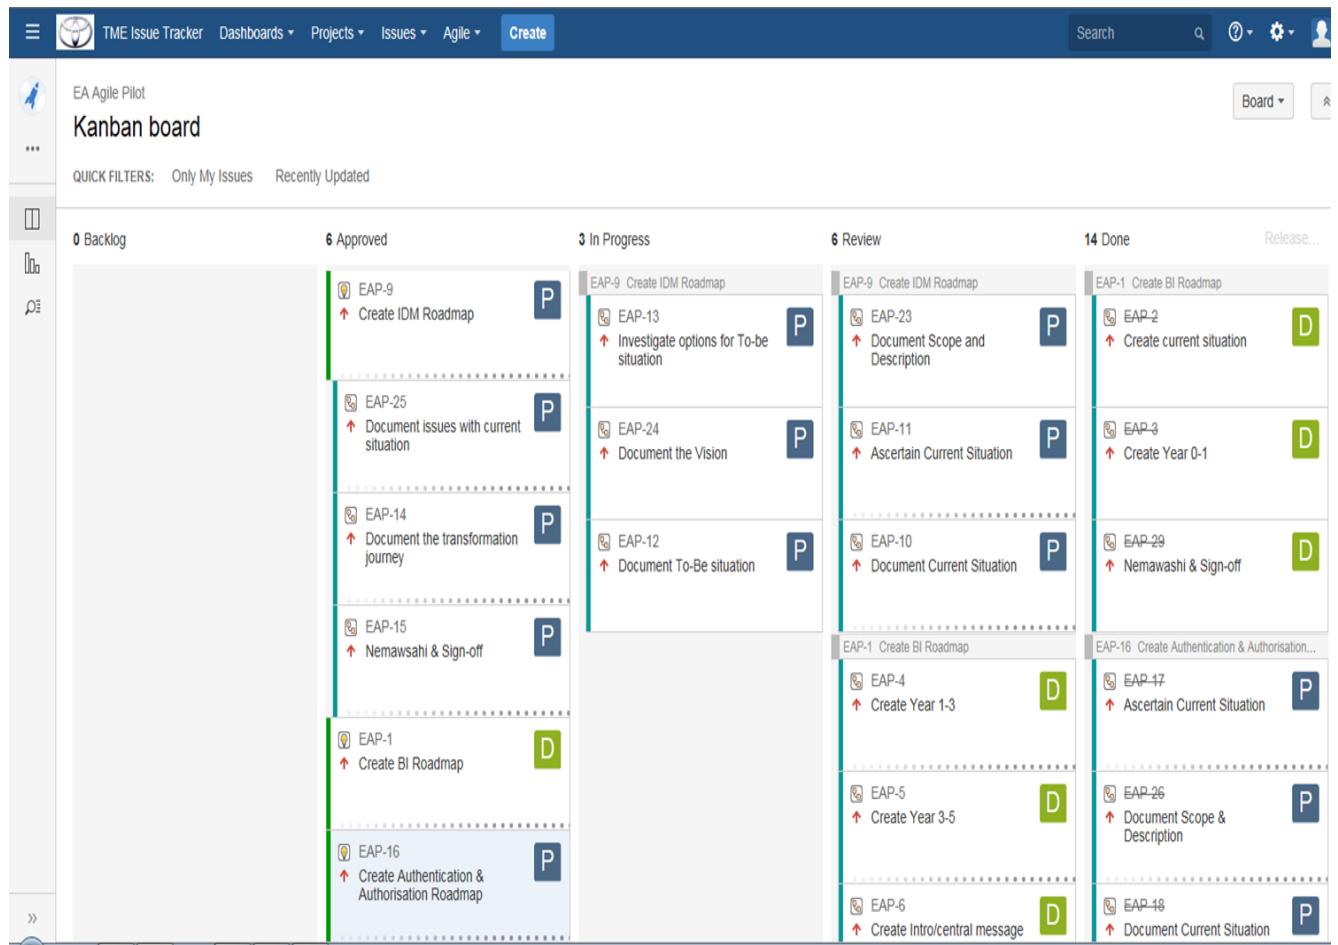 TME Issue Tracker Dashboards Projects Issues Agile Create Search
EA Agile Pilot
Kanban board
Board
QUICK FILTERS: Only My Issues Recently Updated
0 Backlog
6 Approved
EAP-9
Create IDM Roadmap
P
EAP-25
Document issues with current
situation
P
EAP-14
Document the transformation
journey
P
EAP-15
Nemawsahi & Sign-off
P
EAP-1
Create BI Roadmap
D
EAP-16
Create Authentication &
Authorisation Roadmap
P
3 In Progress
EAP-9 Create IDM Roadmap
EAP-13
Investigate options for To-be
situation
P
EAP-24
Document the Vision
P
EAP-12
Document To-Be situation
P
6 Review
EAP-9 Create IDM Roadmap
EAP-23
Document Scope and
Description
P
EAP-11
Ascertain Current Situation
P
EAP-10
Document Current Situation
P
EAP-1 Create BI Roadmap
EAP-4
Create Year 1-3
D
EAP-5
Create Year 3-5
D
EAP-6
Create Intro/central message
D
14 Done
Release...
EAP-1 Create BI Roadmap
EAP-2
Create current situation
D
EAP-3
Create Year 0-1
D
EAP-29
Nemawashi & Sign-off
D
EAP-16 Create Authentication & Authorisation...
EAP-17
Ascertain Current Situation
P
EAP-26
Document Scope &
Description
P
EAP-18
Document Current Situation
P